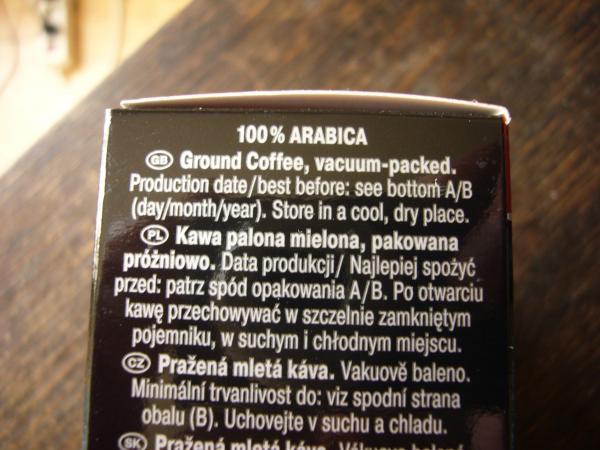 100% ARABICA
GB Ground Coffee, vacuum-packed.
Production date/best before: see bottom A/B
(day/month/year). Store in a cool, dry place.
PL Kawa palona mielona, pakowana
próżniowo. Data produkcji/ Najlepiej spożyć
przed: patrz spód opakowania A/B. Po otwarciu
kawę przechowywać w szczelnie zamkniętym
pojemniku, w suchym i chłodnym miejscu.
CZ Pražená mletá káva. Vakuově baleno.
Minimální trvanlivost do: viz spodní strana
obalu (B). Uchovejte v suchu a chladu.
SK Pražená mletá káva. Vákuovo balená